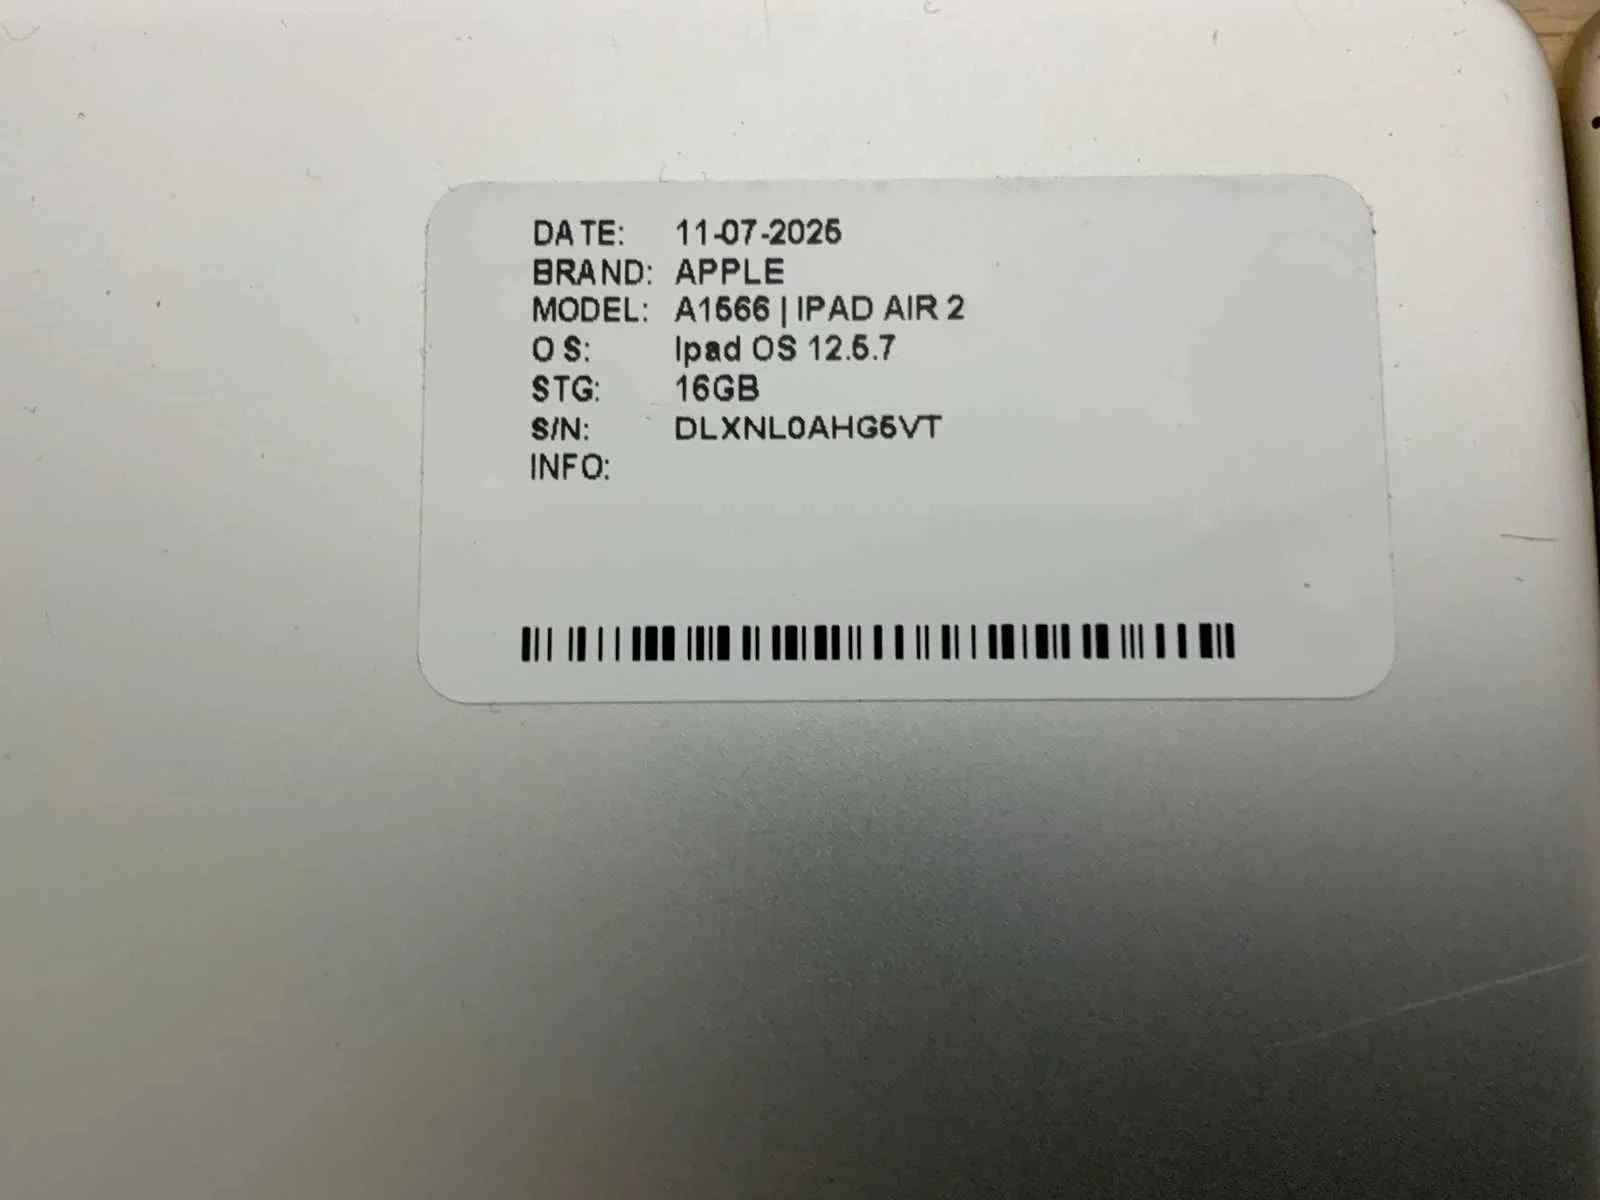 DATE: 11-07-2025
BRAND: APPLE
MODEL: A1566 | IPAD AIR 2
OS: Ipad OS 12.5.7
STG: 16GB
S/N: DLXNL0AHG5VT
INFO: